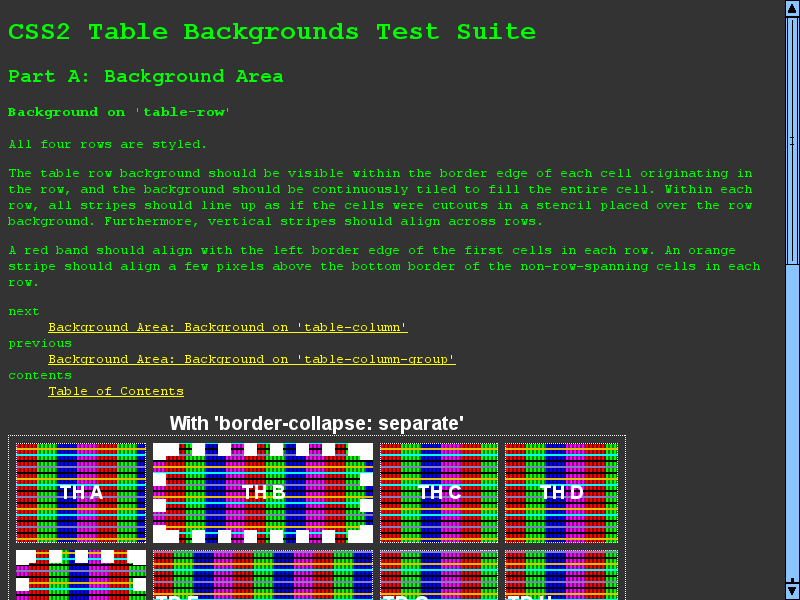 CSS2 Table Backgrounds Test Suite
Part A: Background Area
Background on 'table-row'
All four rows are styled.
The table row background should be visible within the border edge of each cell originating in
the row, and the background should be continuously tiled to fill the entire cell. Within each
row, all stripes should line up as if the cells were cutouts in a stencil placed over the row
background. Furthermore, vertical stripes should align across rows.
A red band should align with the left border edge of the first cells in each row. An orange
stripe should align a few pixels above the bottom border of the non-row-spanning cells in each
row.
next
Background Area: Background on 'table-column'
previous
Background Area: Background on 'table-column-group'
contents
Table of Contents
With 'border-collapse: separate'
TH A TH B TH C TH D